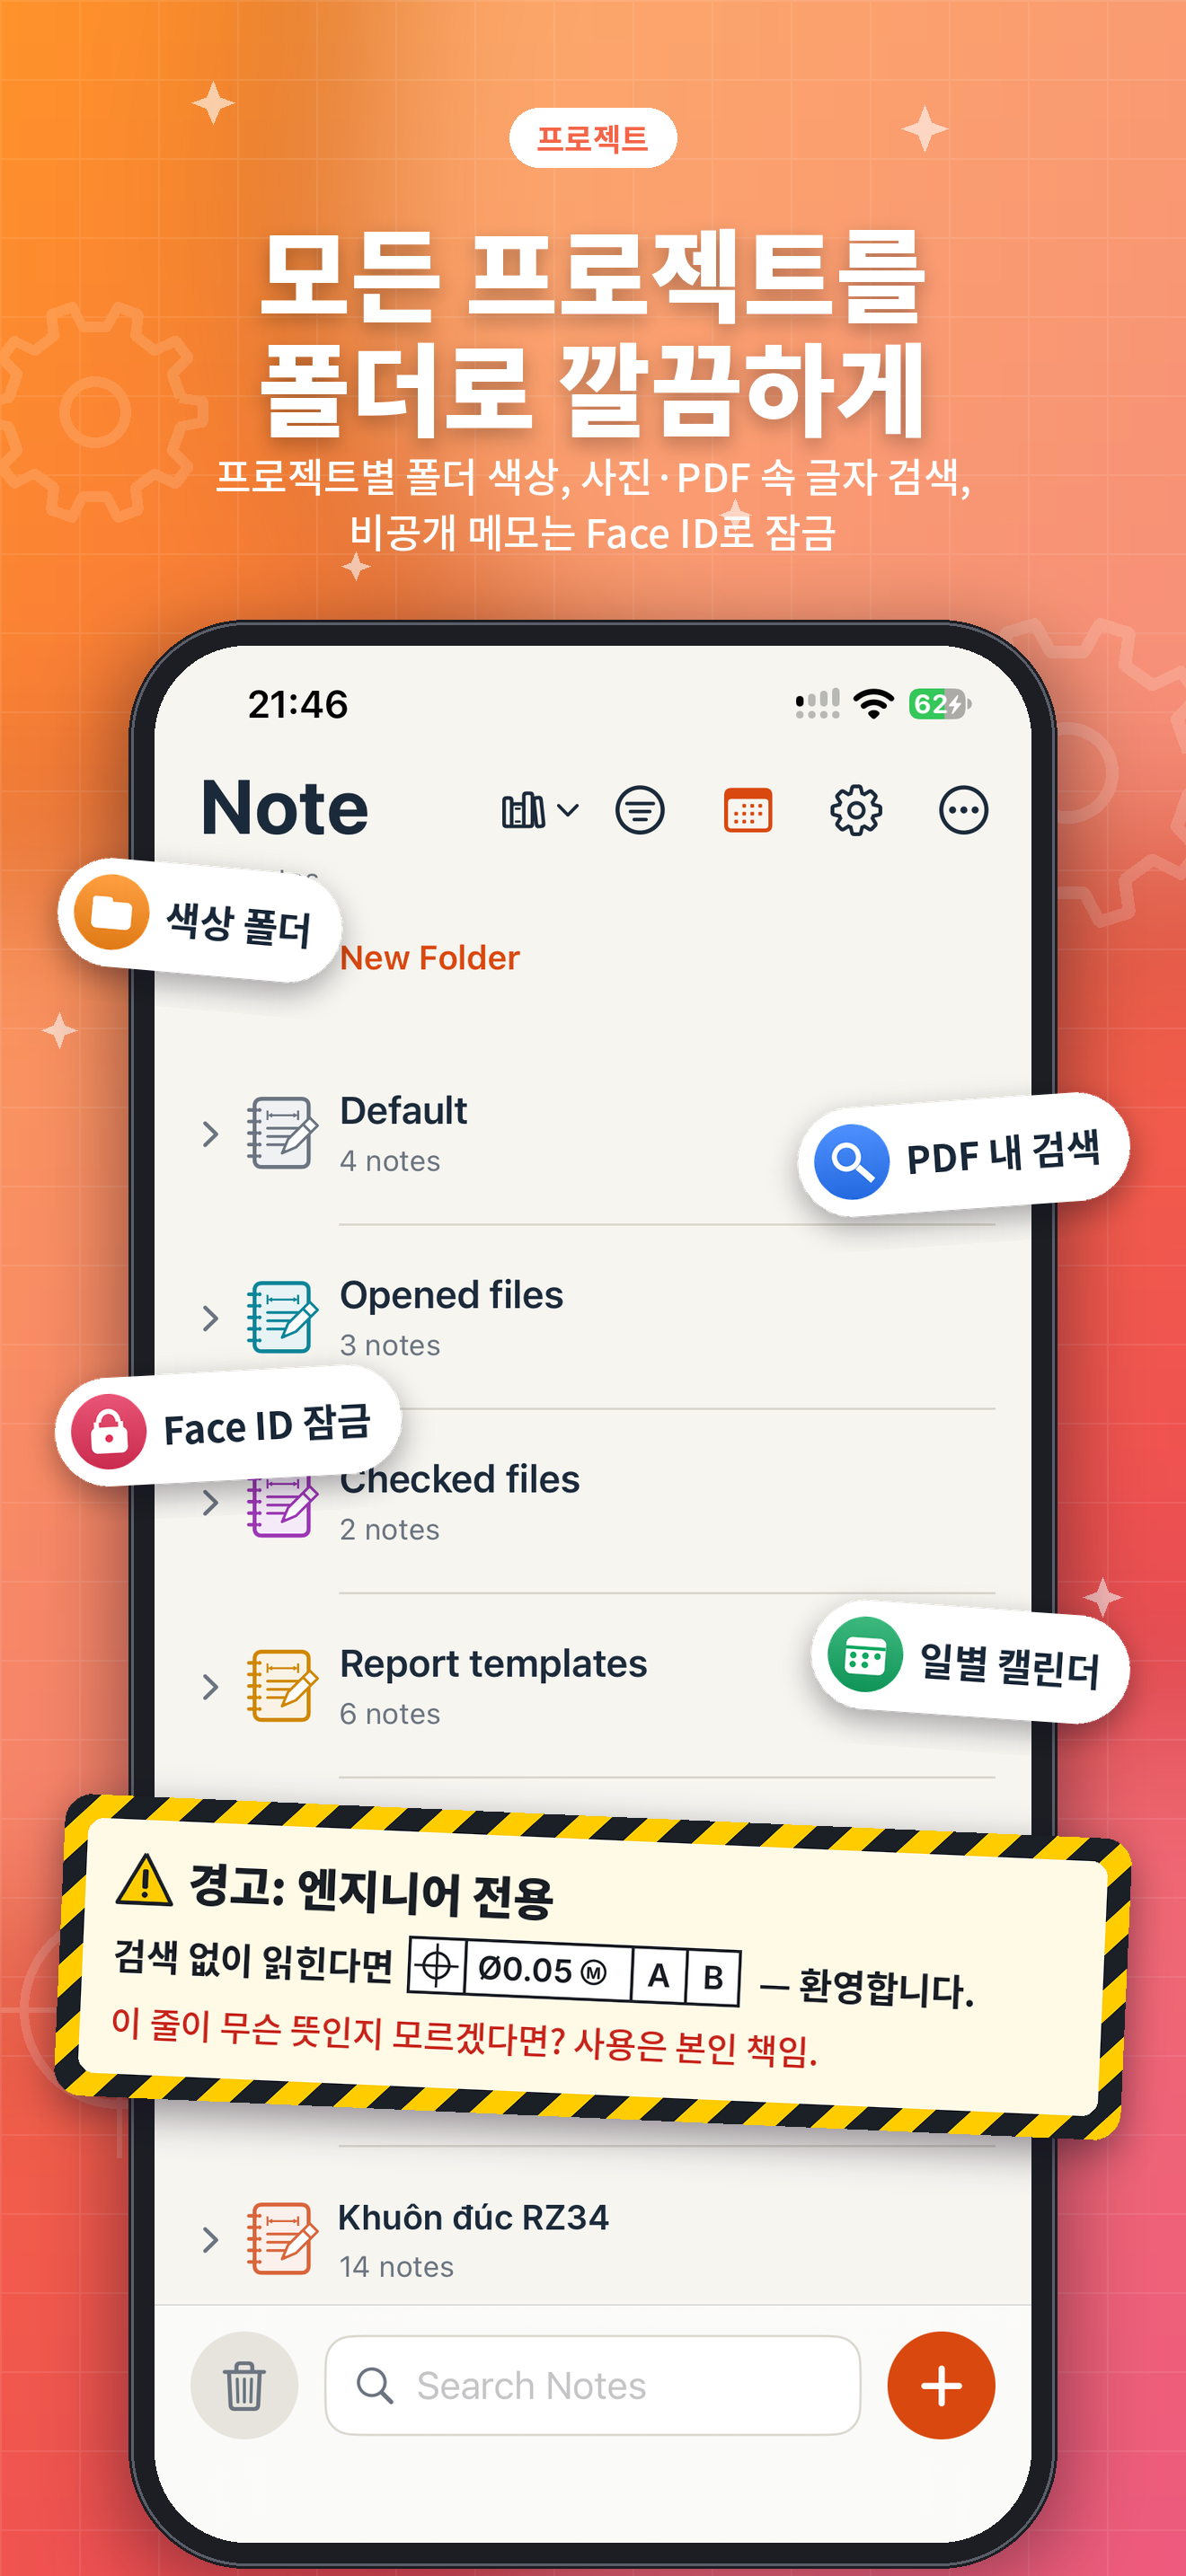 프로젝트
모든 프로젝트를
폴더로 깔끔하게
프로젝트별 폴더 색상, 사진·PDF 속 글자 검색,
비공개 메모는 Face ID로 잠금
21:46
62
Note
색상 폴더
New Folder
Default
4 notes
PDF 내 검색
Opened files
3 notes
Face ID 잠금
Checked files
2 notes
Report templates
6 notes
일별 캘린더
경고: 엔지니어 전용
검색 없이 읽힌다면 ⌖ Ø0.05 Ⓜ A B — 환영합니다.
이 줄이 무슨 뜻인지 모르겠다면? 사용은 본인 책임.
Khuôn đúc RZ34
14 notes
Search Notes